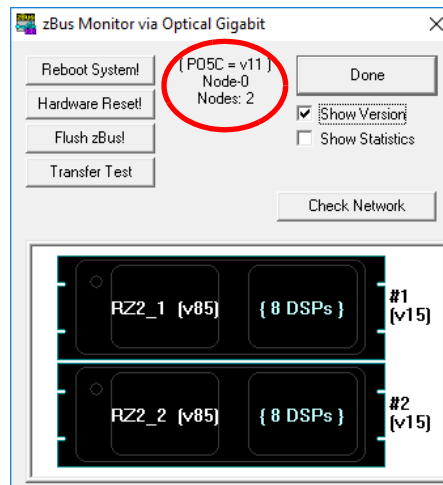 zBus Monitor via Optical Gigabit
Reboot System!
( PO5C = v11 )
Node-0
Nodes: 2
Done
Hardware Reset!
Show Version
Flush zBus!
Show Statistics
Transfer Test
Check Network
RZ2_1 (v85)
{ 8 DSPs }
#1
(v15)
RZ2_2 (v85)
{ 8 DSPs }
#2
(v15)